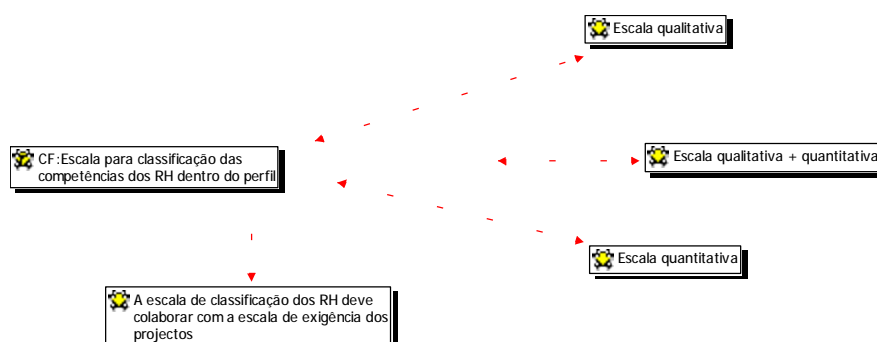 Escala qualitativa
CF:Escala para classificação das
competências dos RH dentro do perfil
Escala qualitativa + quantitativa
Escala quantitativa
A escala de classificação dos RH deve
colaborar com a escala de exigência dos
projectos